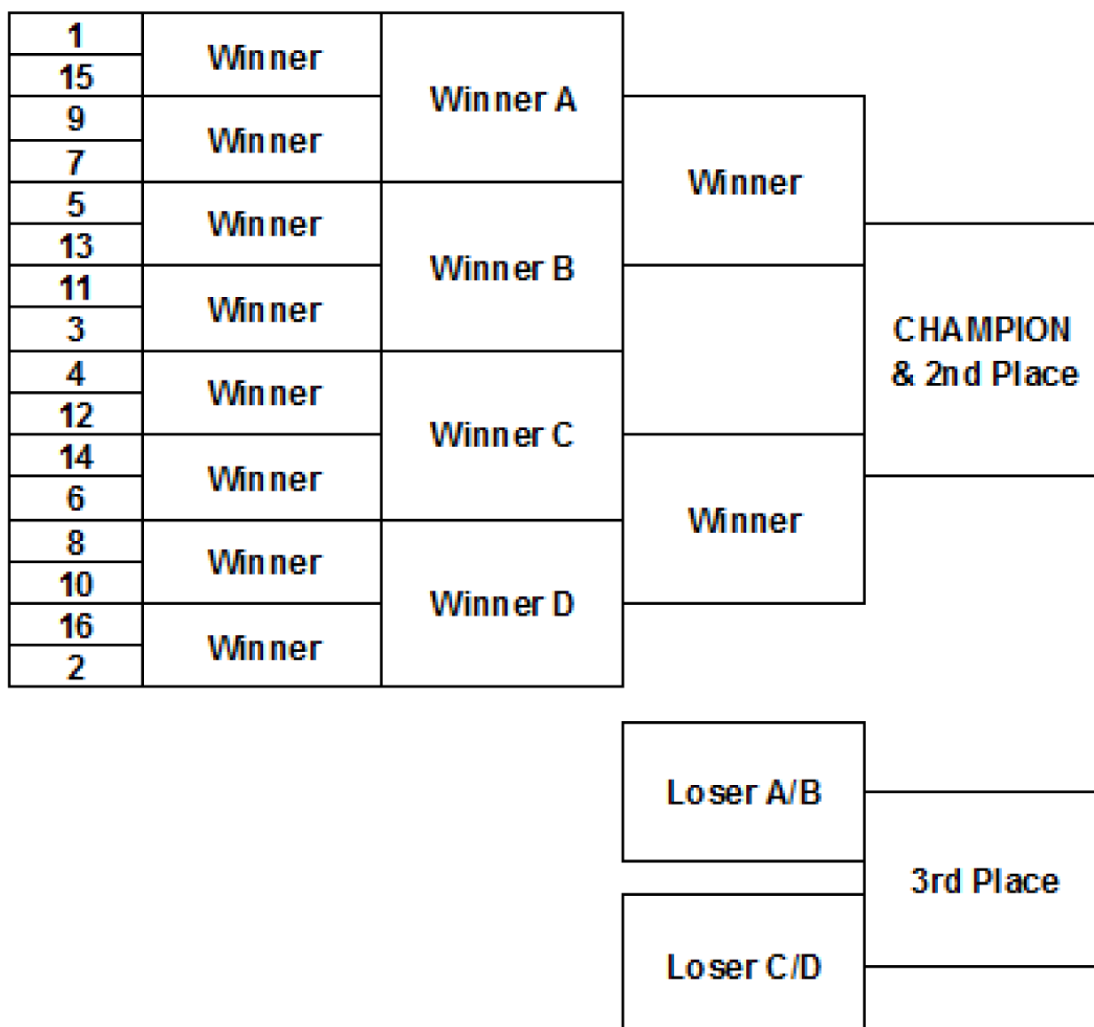 1
15
9
7
5
13
11
3
4
12
14
6
8
10
16
2
Winner
Winner
Winner
Winner
Winner
Winner
Winner
Winner
Winner A
Winner B
Winner C
Winner D
Winner
Winner
CHAMPION
& 2nd Place
Loser A/B
Loser C/D
3rd Place